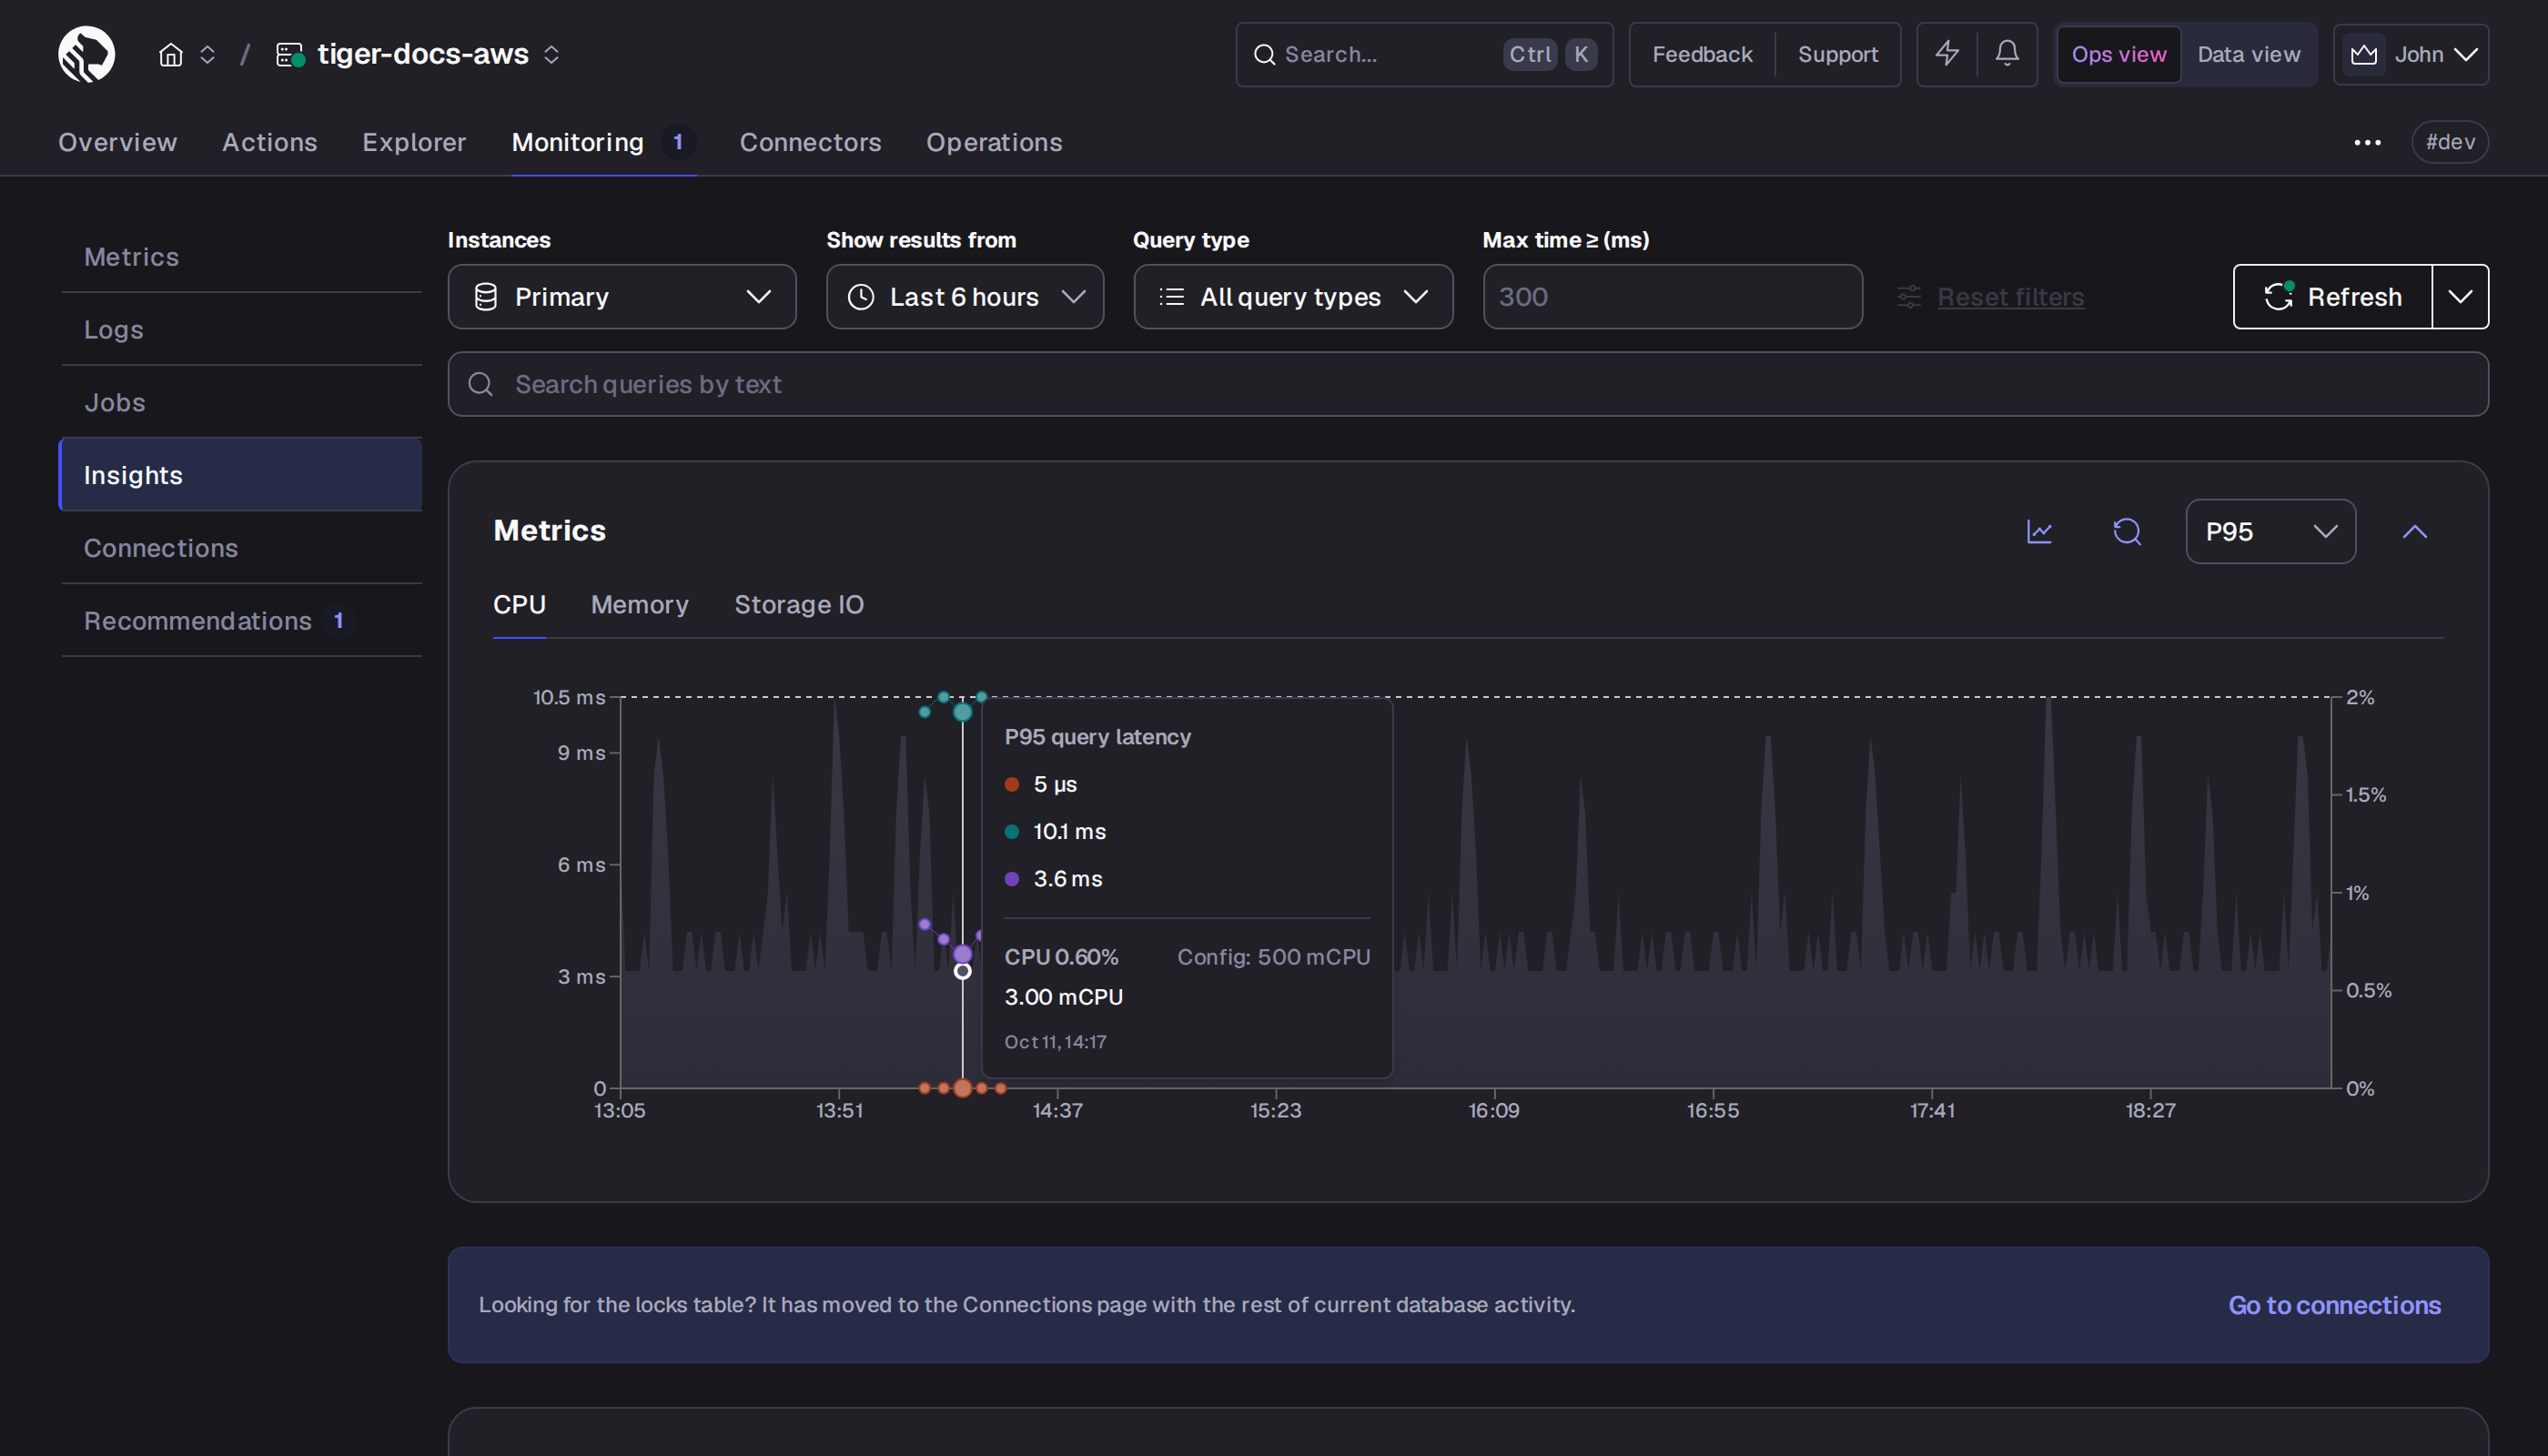 / tiger-docs-aws
Search... Ctrl K
Feedback Support
Ops view Data view
John
Overview Actions Explorer Monitoring 1 Connectors Operations
#dev
Metrics
Logs
Jobs
Insights
Connections
Recommendations 1
Instances Show results from Query type Max time ≥ (ms)
Primary Last 6 hours All query types 300 Reset filters Refresh
Search queries by text
Metrics P95
CPU Memory Storage IO
10.5 ms
9 ms
6 ms
3 ms
0
P95 query latency
5 µs
10.1 ms
3.6 ms
CPU 0.60% Config: 500 mCPU
3.00 mCPU
Oct 11, 14:17
2%
1.5%
1%
0.5%
0%
13:05 13:51 14:37 15:23 16:09 16:55 17:41 18:27
Looking for the locks table? It has moved to the Connections page with the rest of current database activity.
Go to connections